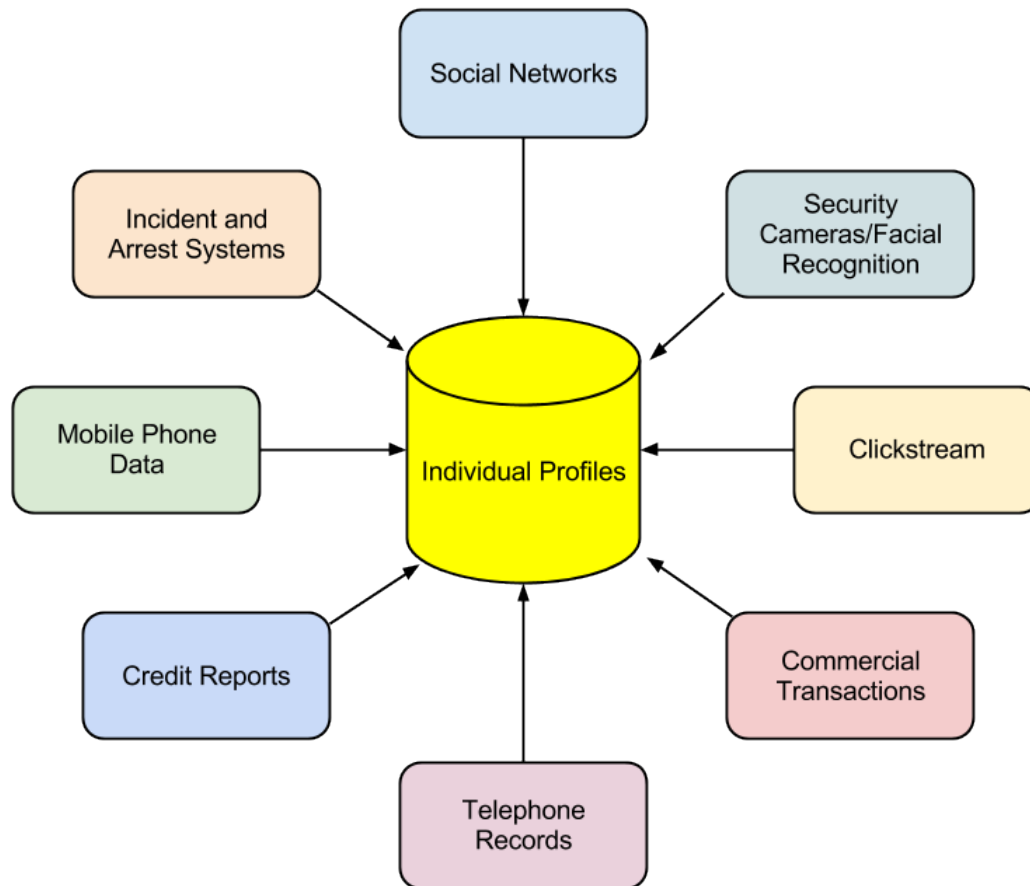 Social Networks
Incident and
Arrest Systems
Security
Cameras/Facial
Recognition
Mobile Phone
Data
Individual Profiles
Clickstream
Credit Reports
Commercial
Transactions
Telephone
Records